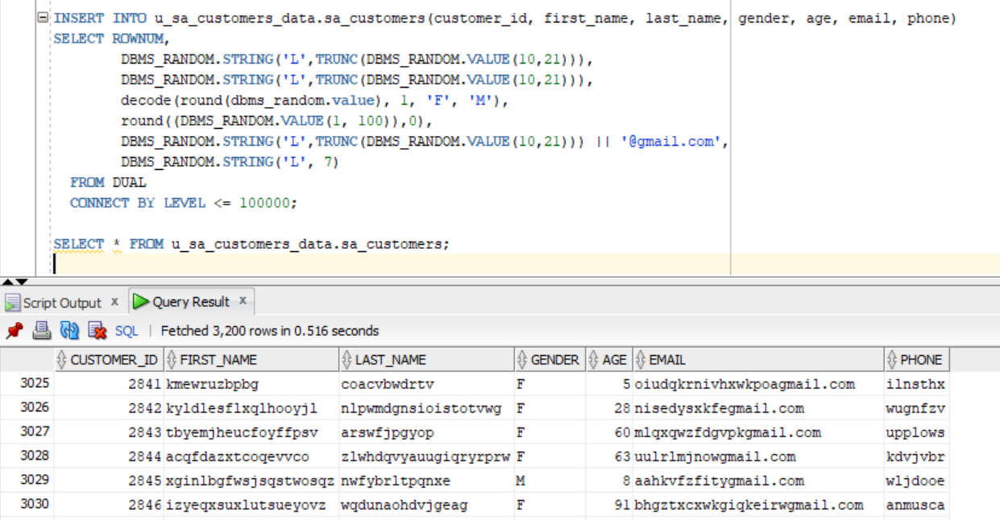 INSERT INTO u_sa_customers_data.sa_customers(customer_id, first_name, last_name, gender, age, email, phone)
SELECT ROWNUM,
DBMS_RANDOM.STRING('L',TRUNC(DBMS_RANDOM.VALUE(10,21))),
DBMS_RANDOM.STRING('L',TRUNC(DBMS_RANDOM.VALUE(10,21))),
decode(round(dbms_random.value), 1, 'F', 'M'),
round((DBMS_RANDOM.VALUE(1, 100)),0),
DBMS_RANDOM.STRING('L',TRUNC(DBMS_RANDOM.VALUE(10,21))) || '@gmail.com',
DBMS_RANDOM.STRING('L', 7)
FROM DUAL
CONNECT BY LEVEL <= 100000;
SELECT * FROM u_sa_customers_data.sa_customers;
Script Output x Query Result x
SQL | Fetched 3,200 rows in 0.516 seconds
CUSTOMER_ID FIRST_NAME LAST_NAME GENDER AGE EMAIL PHONE
3025 2841 kmewruzbpbg coacvbwdrtv F 5 oiudqkrnivhxwkpoagmail.com ilnsthx
3026 2842 kyldlesflxqlhooyjl nlpwmdgnsioistotvwg F 28 nisedysxkfegmail.com wugnfzv
3027 2843 tbyemjheucfoyffpsv arswfjpgyop F 60 mlqxqwzfdgvpkgmail.com upplows
3028 2844 acqfdazxtcoqevvco zlwhdqvyauugiqryrprw F 63 uulrlmjnowgmail.com kdvjvbr
3029 2845 xginlbgfwsjsqstwosqz nwfybrltpqnxe M 8 aahkvfzfitygmail.com wljdooe
3030 2846 izyeqxsuxlutsueyovz wqdunaohdvjgeag F 91 bhgztxcxwkgiqkeirwgmail.com anmusca